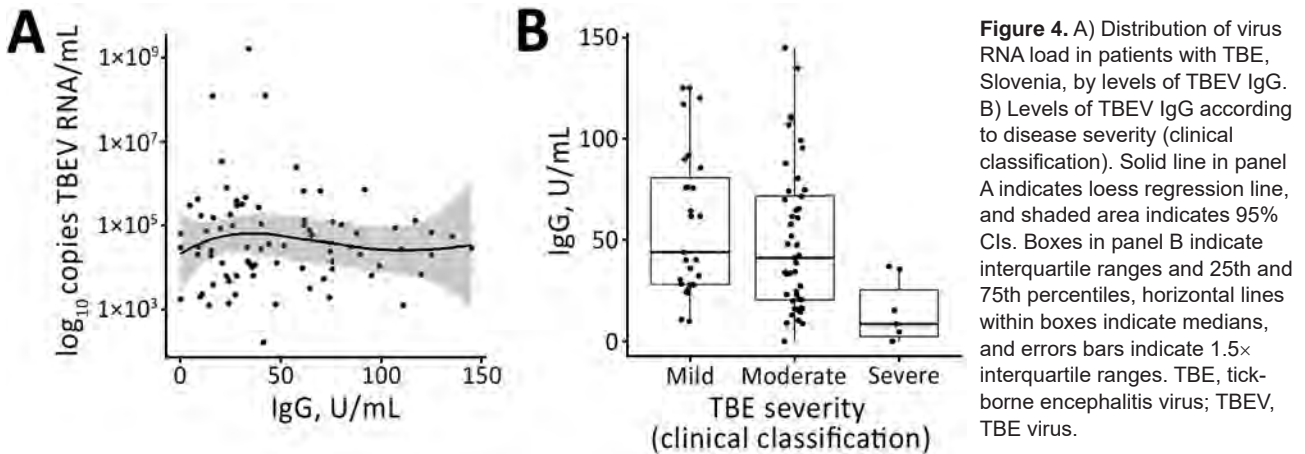 A
log₁₀ copies TBEV RNA/mL
1×10⁹
1×10⁷
1×10⁵
1×10³
0
50
100
150
IgG, U/mL
B
IgG, U/mL
150
100
50
0
Mild
Moderate
Severe
TBE severity
(clinical classification)
Figure 4. A) Distribution of virus
RNA load in patients with TBE,
Slovenia, by levels of TBEV IgG.
B) Levels of TBEV IgG according
to disease severity (clinical
classification). Solid line in panel
A indicates loess regression line,
and shaded area indicates 95%
CIs. Boxes in panel B indicate
interquartile ranges and 25th and
75th percentiles, horizontal lines
within boxes indicate medians,
and errors bars indicate 1.5×
interquartile ranges. TBE, tick-
borne encephalitis virus; TBEV,
TBE virus.